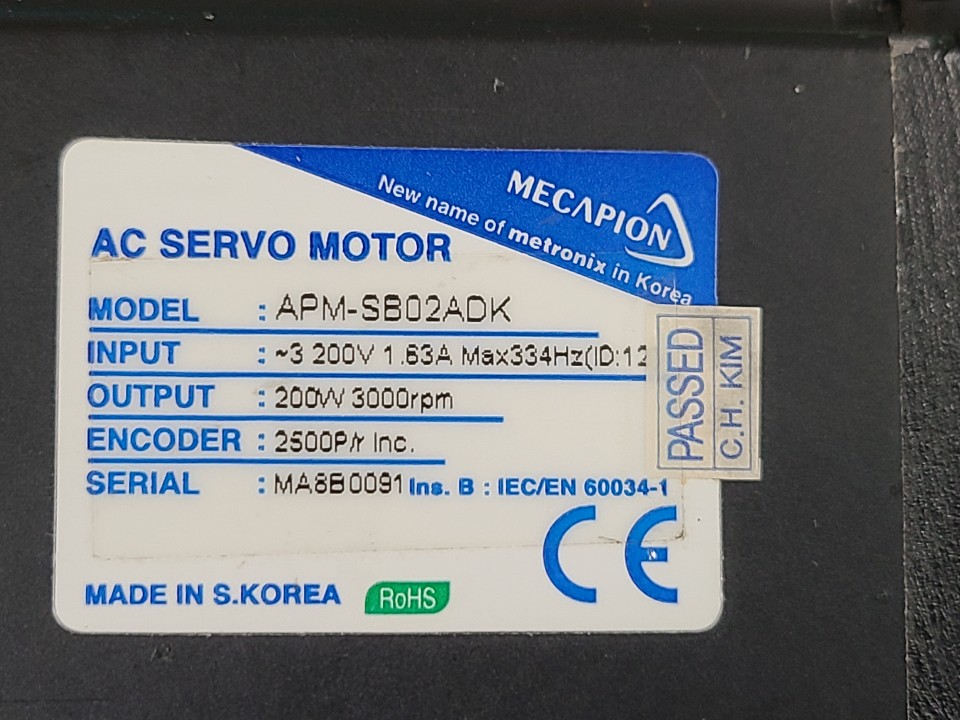 MECAPION
New name of metronix in Korea
AC SERVO MOTOR
MODEL : APM-SB02ADK
INPUT : ~3 200V 1.63A Max334Hz(ID:12
OUTPUT : 200W 3000rpm
ENCODER : 2500P/r Inc.
SERIAL : MA8B0091 Ins. B : IEC/EN 60034-1
PASSED
C.H. KIM
CE
MADE IN S.KOREA RoHS